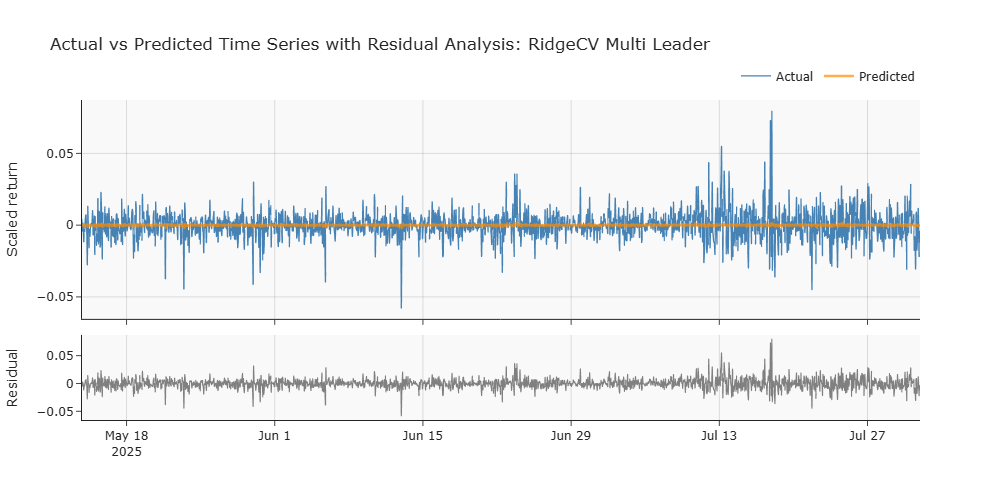 Actual vs Predicted Time Series with Residual Analysis: RidgeCV Multi Leader
Actual
Predicted
Scaled return
0.05
0
−0.05
Residual
0.05
0
−0.05
May 18
2025
Jun 1
Jun 15
Jun 29
Jul 13
Jul 27